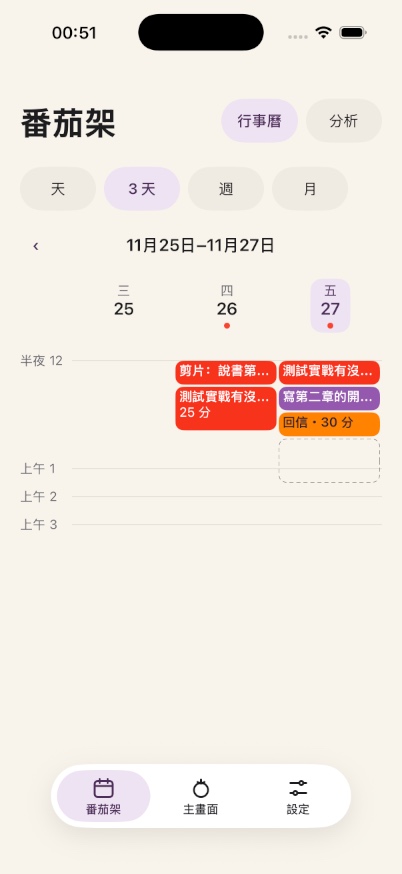 00:51
番茄架
行事曆
分析
天
3 天
週
月
‹
11月25日–11月27日
三
四
五
25
26
27
半夜 12
剪片：說書第…
測試實戰有沒…
測試實戰有沒…
25 分
寫第二章的開…
回信・30 分
上午 1
上午 2
上午 3
番茄架
主畫面
設定